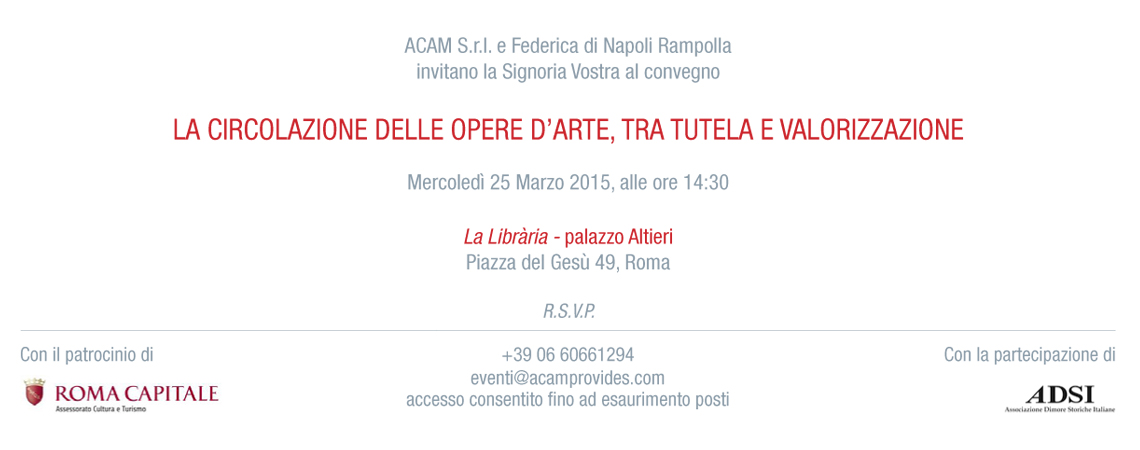 ACAM S.r.l. e Federica di Napoli Rampolla
invitano la Signoria Vostra al convegno
LA CIRCOLAZIONE DELLE OPERE D'ARTE, TRA TUTELA E VALORIZZAZIONE
Mercoledì 25 Marzo 2015, alle ore 14:30
La Librària - palazzo Altieri
Piazza del Gesù 49, Roma
R.S.V.P.
Con il patrocinio di
ROMA CAPITALE
Assessorato Cultura e Turismo
+39 06 60661294
eventi@acamprovides.com
accesso consentito fino ad esaurimento posti
Con la partecipazione di
ADSI
Associazione Dimore Storiche Italiane